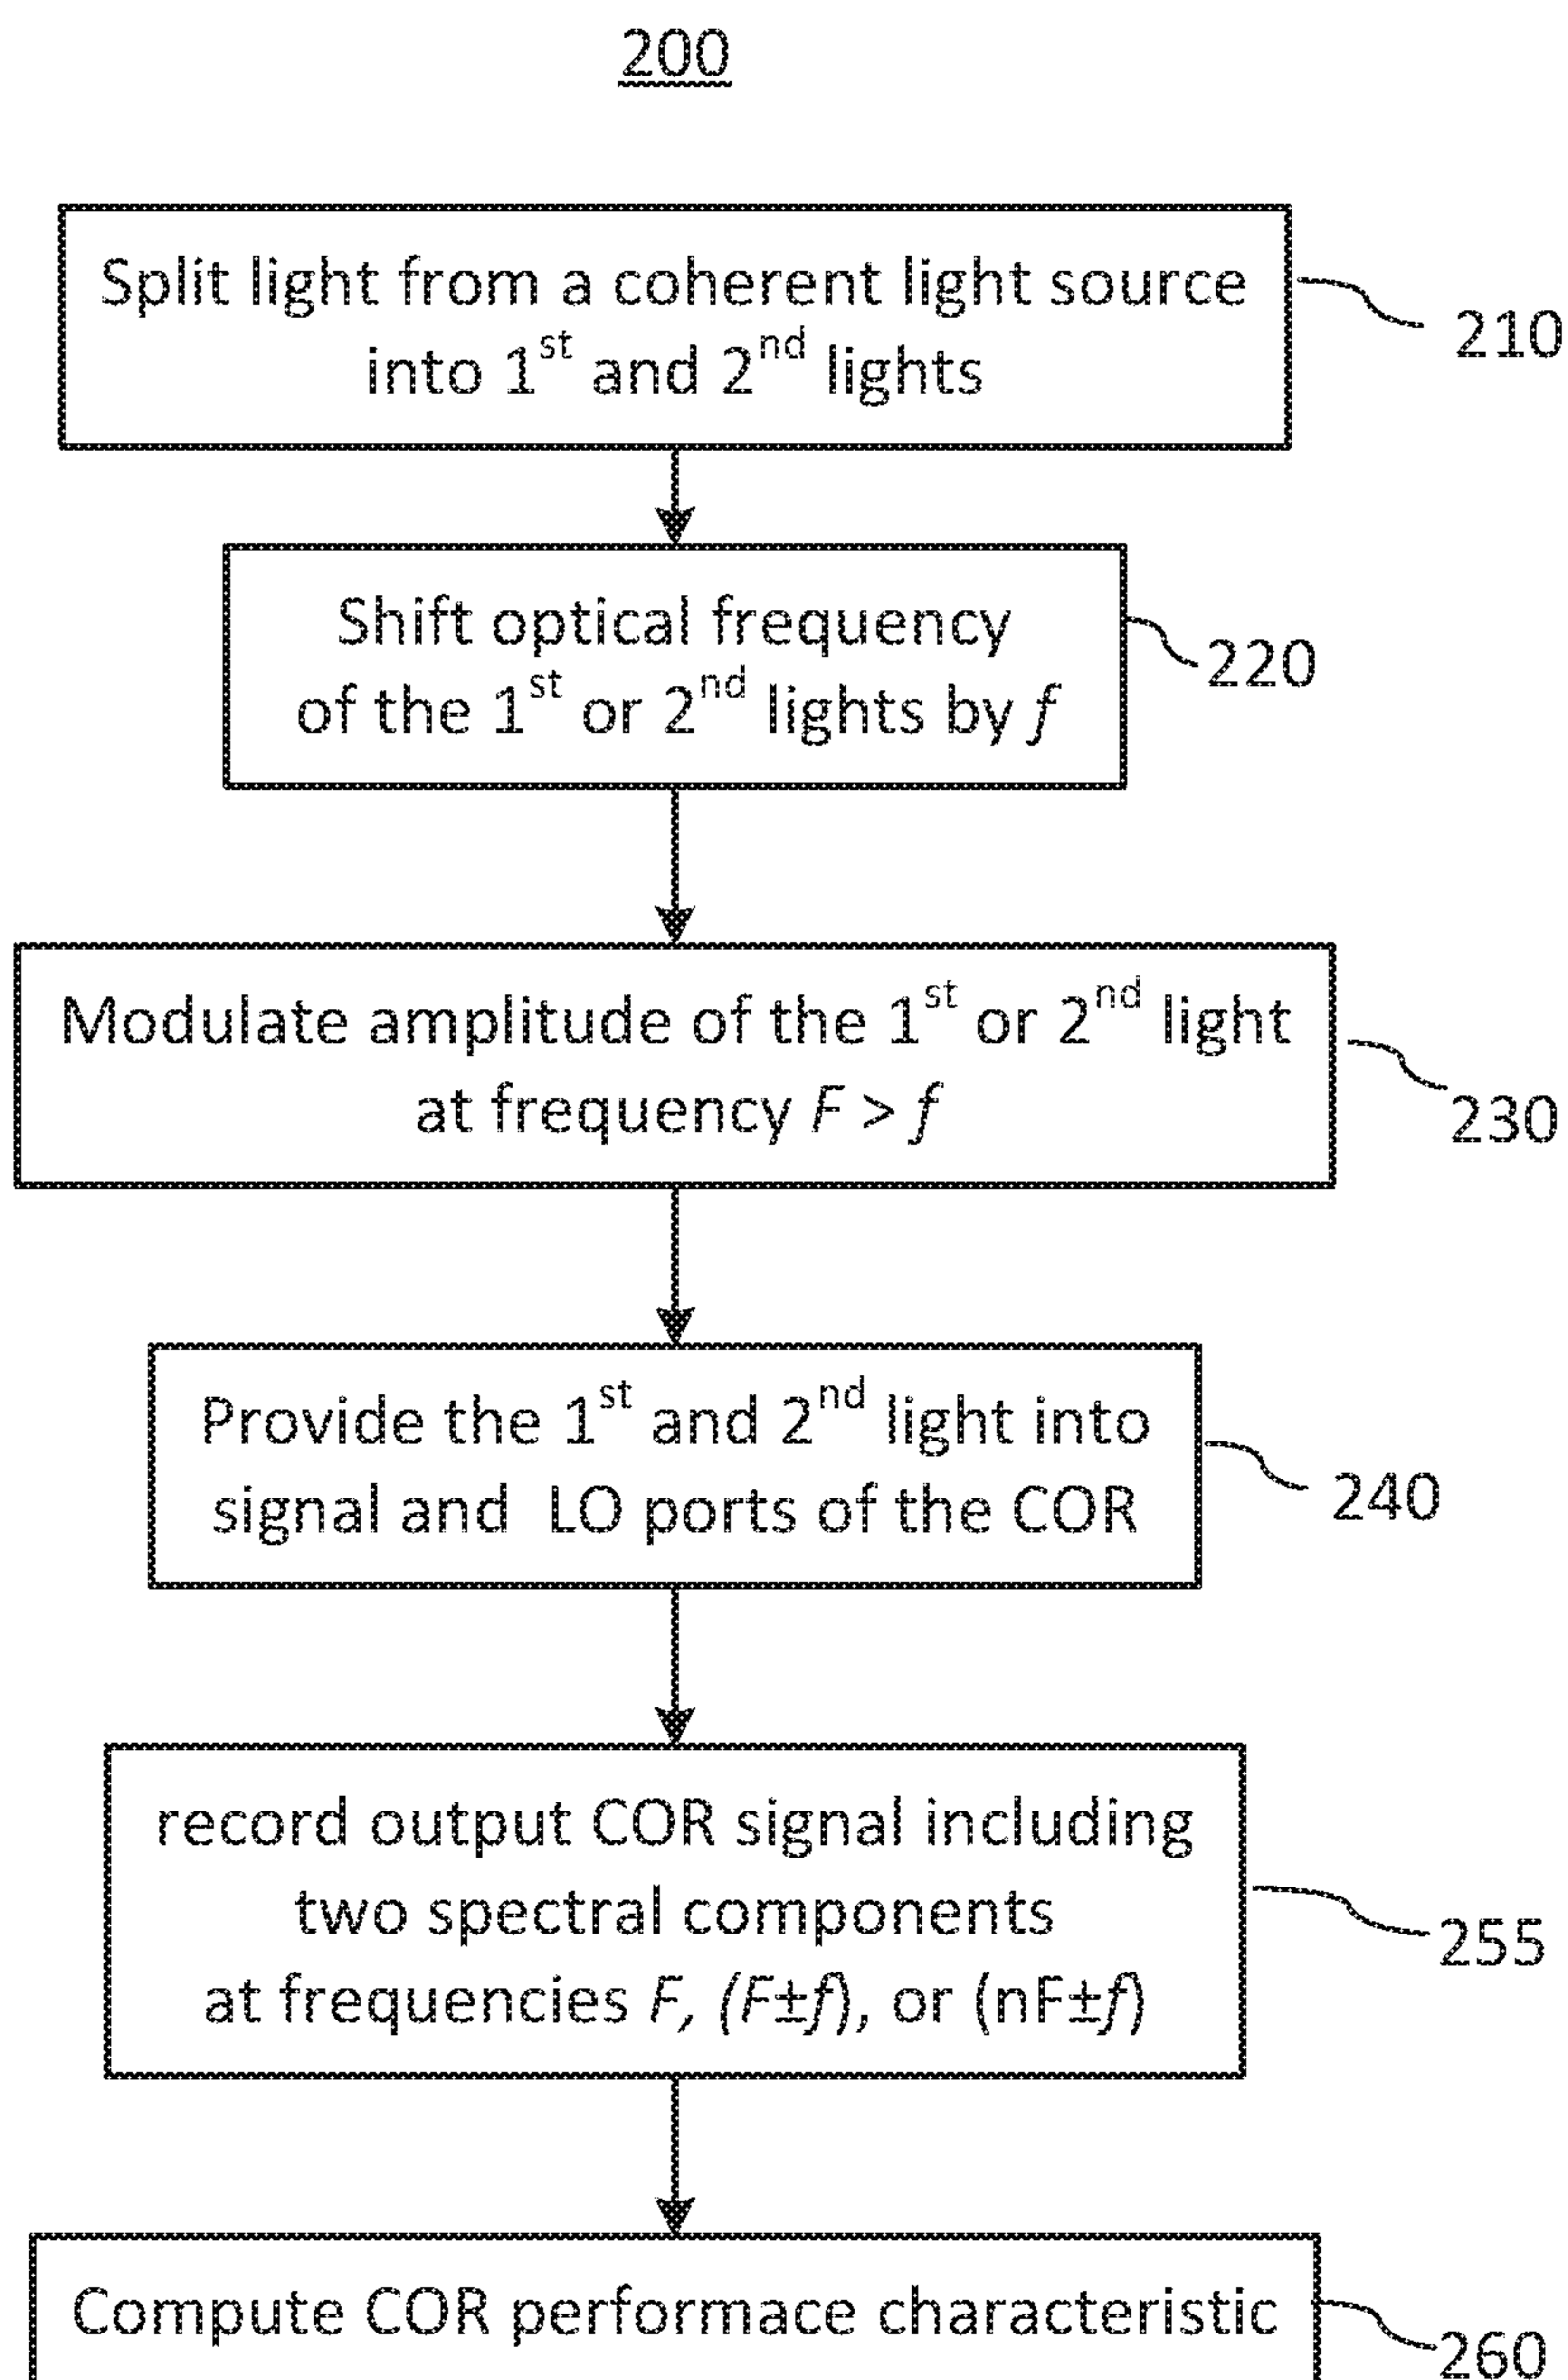 200
Split light from a coherent light source
into 1st and 2nd lights
210
Shift optical frequency
of the 1st or 2nd lights by f
220
Modulate amplitude of the 1st or 2nd light
at frequency F > f
230
Provide the 1st and 2nd light into
signal and LO ports of the COR
240
record output COR signal including
two spectral components
at frequencies F, (F±f), or (nF±f)
255
Compute COR performace characteristic
260